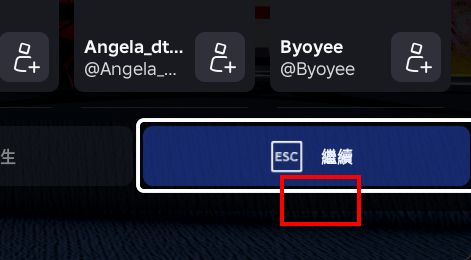 Angela_dt...
@Angela_...
Byoyee
@Byoyee
生
ESC 繼續